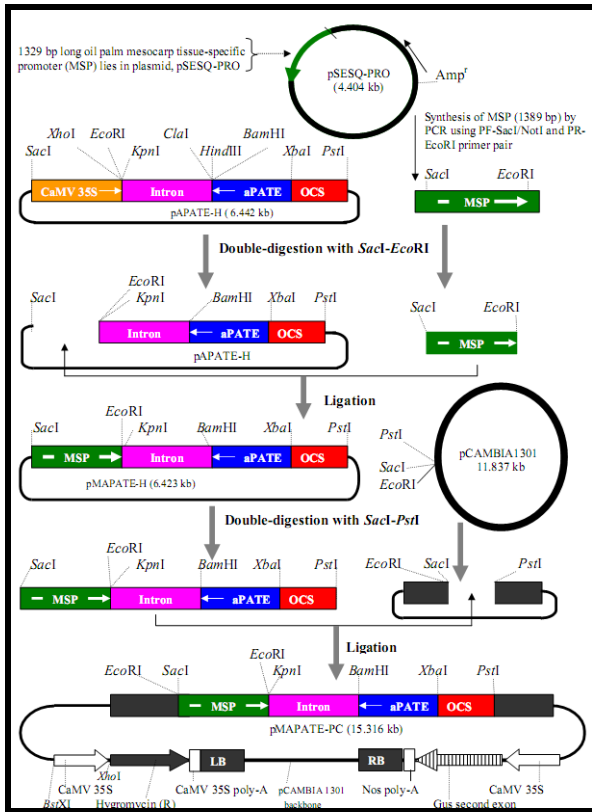 1329 bp long oil palm mesocarp tissue-specific
promoter (MSP) lies in plasmid, pSESQ-PRO
pSESQ-PRO
(4.404 kb)
Ampʳ
Synthesis of MSP (1389 bp) by
PCR using PF-SacI/NotI and PR-
EcoRI primer pair
XhoI
EcoRI
ClaI
BamHI
SacI
KpnI
HindIII
XbaI
PstI
CaMV 35S
Intron
aPATE
OCS
pAPATE-H (6.442 kb)
SacI
EcoRI
MSP
Double-digestion with SacI-EcoRI
EcoRI
SacI
KpnI
BamHI
XbaI
PstI
Intron
aPATE
OCS
pAPATE-H
SacI
EcoRI
MSP
Ligation
SacI
EcoRI
KpnI
BamHI
XbaI
PstI
MSP
Intron
aPATE
OCS
pMAPATE-H (6.423 kb)
PstI
SacI
EcoRI
pCAMBIA1301
11.837 kb
Double-digestion with SacI-PstI
EcoRI
SacI
KpnI
BamHI
XbaI
PstI
MSP
Intron
aPATE
OCS
EcoRI
SacI
PstI
Ligation
EcoRI
SacI
EcoRI
KpnI
BamHI
XbaI
PstI
MSP
Intron
aPATE
OCS
pMAPATE-PC (15.316 kb)
LB
RB
CaMV 35S
XhoI
CaMV 35S poly-A
pCAMBIA1301
backbone
Nos poly-A
CaMV 35S
BstXI
Hygromycin (R)
Gus second exon